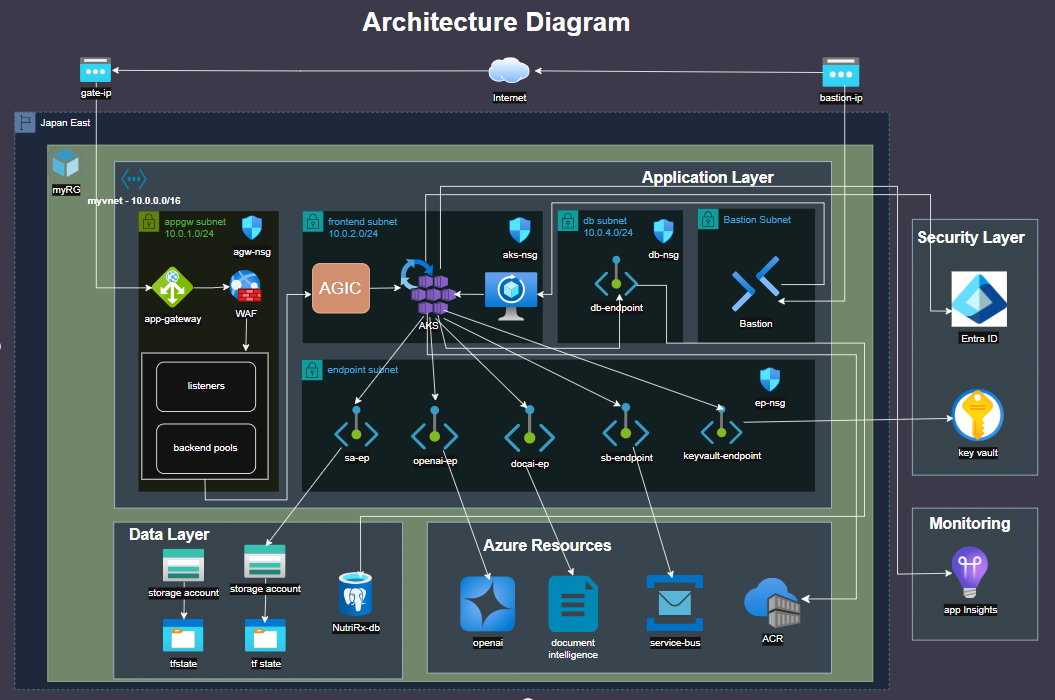 Architecture Diagram
gate-ip
Internet
bastion-ip
Japan East
myRG
myvnet - 10.0.0.0/16
Application Layer
appgw subnet
10.0.1.0/24
agw-nsg
app-gateway
WAF
listeners
backend pools
frontend subnet
10.0.2.0/24
aks-nsg
AGIC
AKS
db subnet
10.0.4.0/24
db-nsg
db-endpoint
Bastion Subnet
Bastion
endpoint subnet
ep-nsg
sa-ep
openai-ep
docai-ep
sb-endpoint
keyvault-endpoint
Security Layer
Entra ID
key vault
Monitoring
app Insights
Data Layer
storage account
storage account
tfstate
tf state
NutriRx-db
Azure Resources
openai
document
intelligence
service-bus
ACR